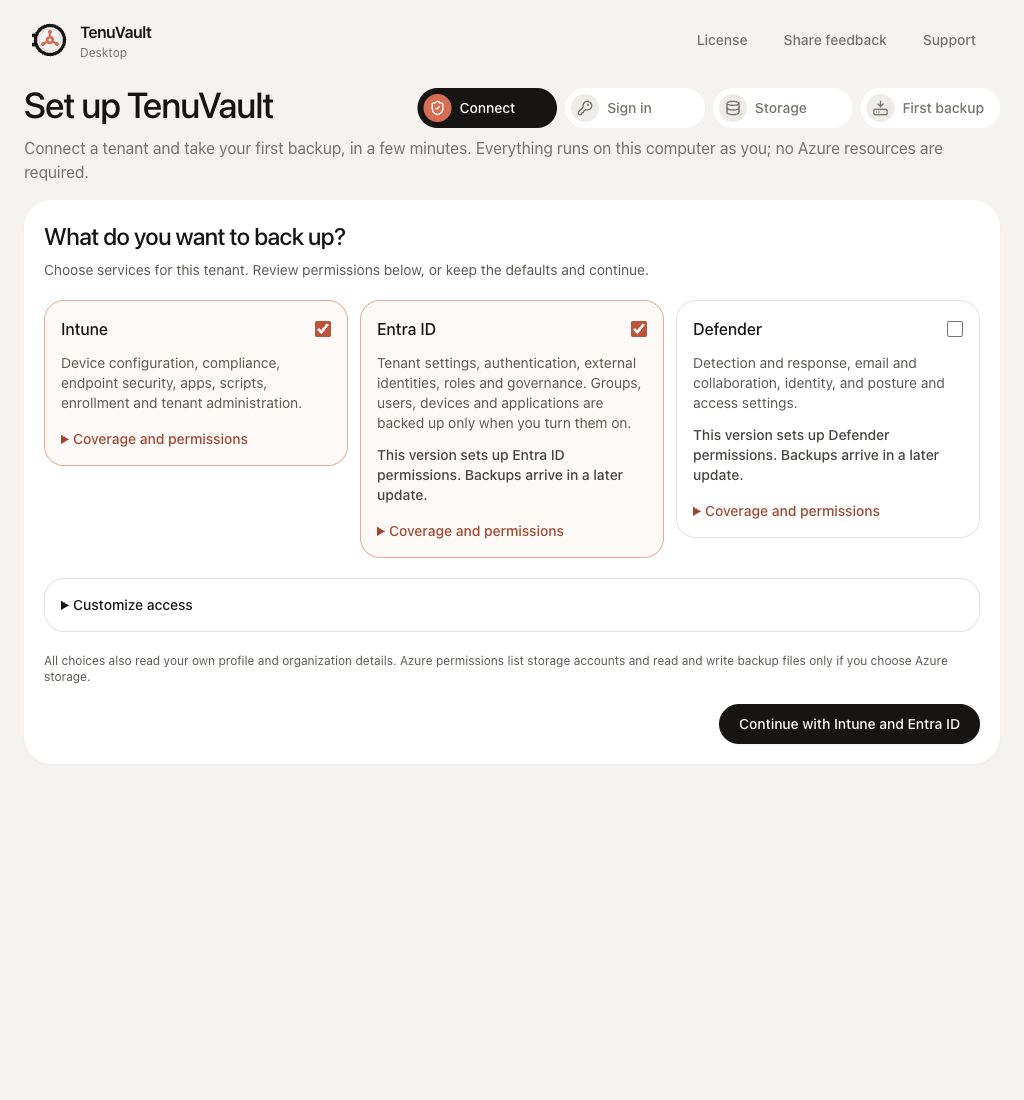 TenuVault
Desktop
License
Share feedback
Support
Set up TenuVault
Connect
Sign in
Storage
First backup
Connect a tenant and take your first backup, in a few minutes. Everything runs on this computer as you; no Azure resources are
required.
What do you want to back up?
Choose services for this tenant. Review permissions below, or keep the defaults and continue.
Intune
Device configuration, compliance,
endpoint security, apps, scripts,
enrollment and tenant administration.
Coverage and permissions
Entra ID
Tenant settings, authentication, external
identities, roles and governance. Groups,
users, devices and applications are
backed up only when you turn them on.
This version sets up Entra ID
permissions. Backups arrive in a later
update.
Coverage and permissions
Defender
Detection and response, email and
collaboration, identity, and posture and
access settings.
This version sets up Defender
permissions. Backups arrive in a later
update.
Coverage and permissions
Customize access
All choices also read your own profile and organization details. Azure permissions list storage accounts and read and write backup files only if you choose Azure
storage.
Continue with Intune and Entra ID